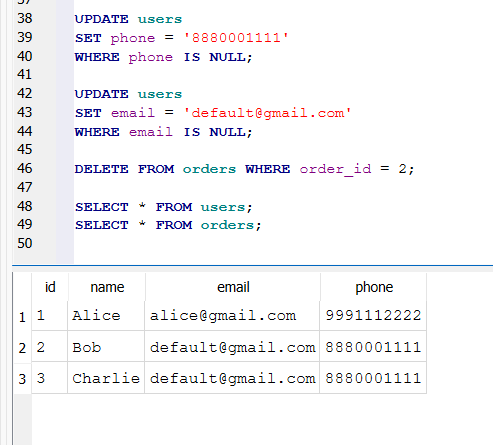 37
38 UPDATE users
39 SET phone = '8880001111'
40 WHERE phone IS NULL;
41
42 UPDATE users
43 SET email = 'default@gmail.com'
44 WHERE email IS NULL;
45
46 DELETE FROM orders WHERE order_id = 2;
47
48 SELECT * FROM users;
49 SELECT * FROM orders;
50
id name email phone
1 1 Alice alice@gmail.com 9991112222
2 2 Bob default@gmail.com 8880001111
3 3 Charlie default@gmail.com 8880001111